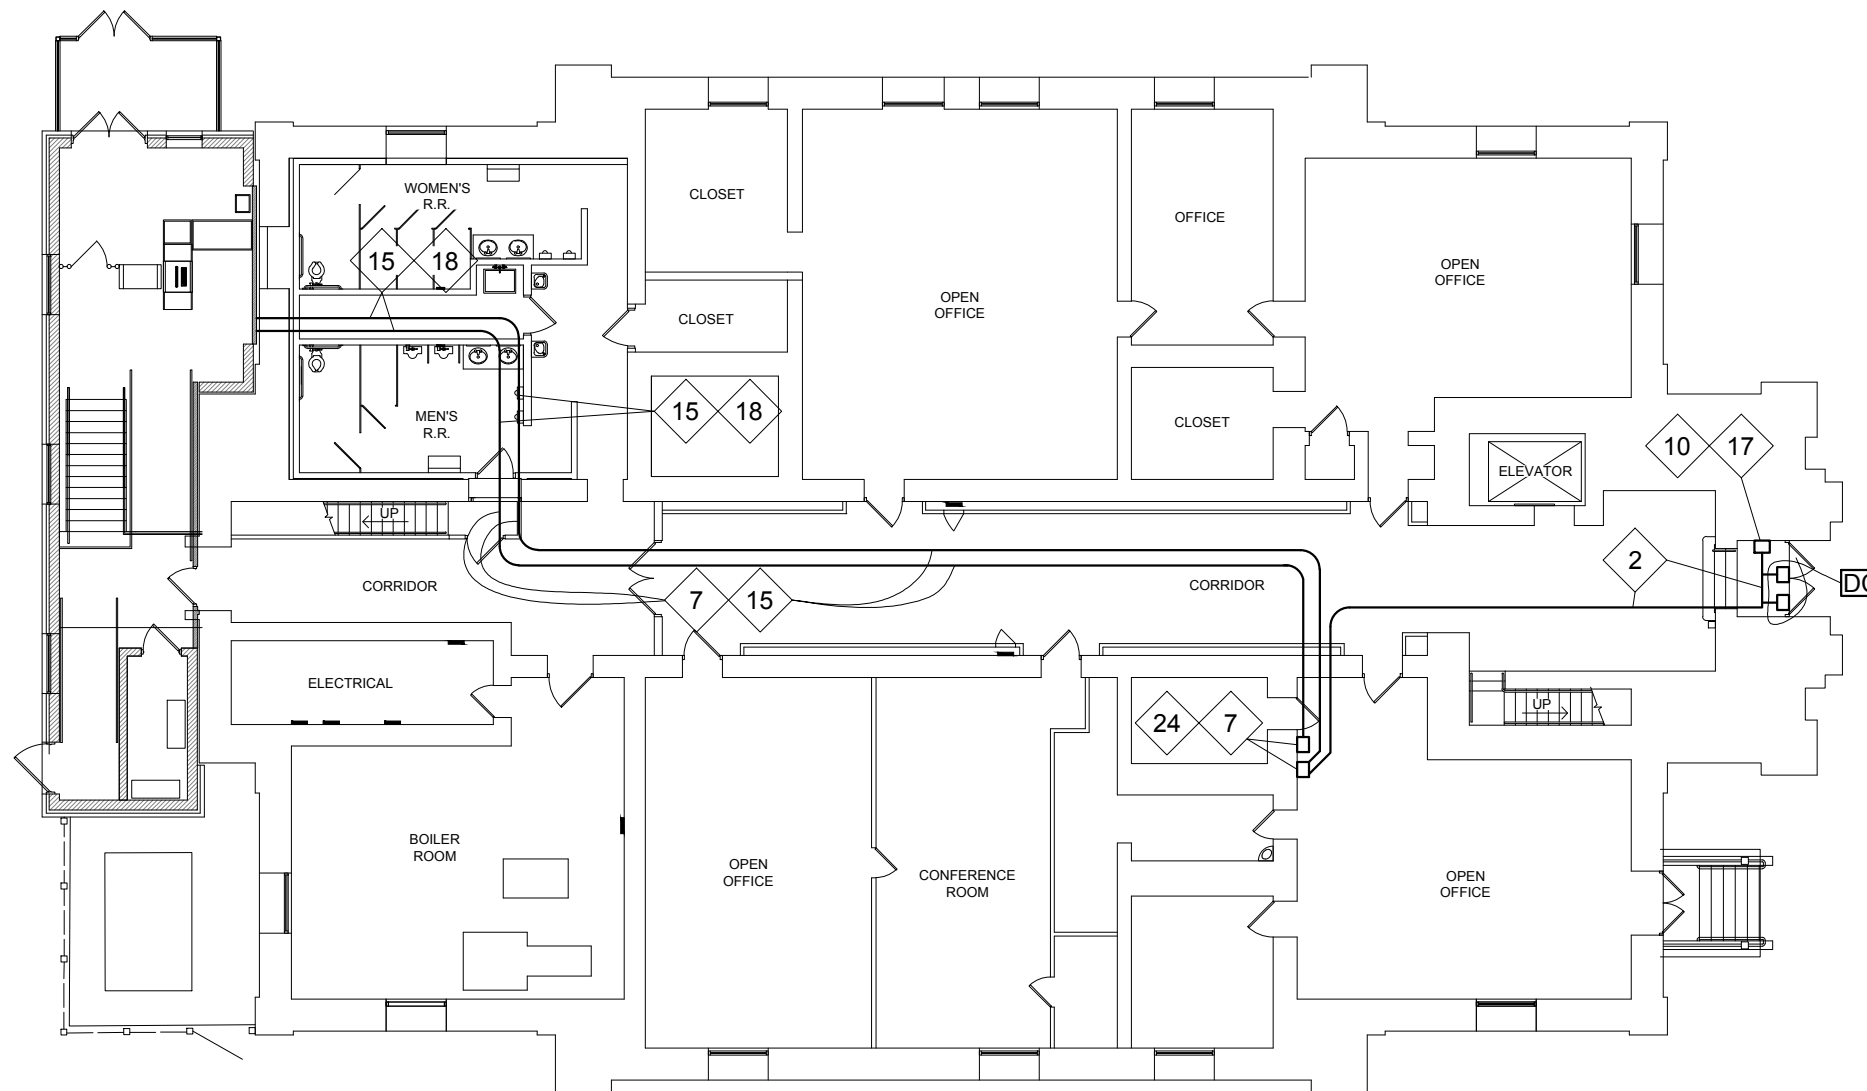 WOMEN'S
R.R.
CLOSET
OFFICE
15 18
OPEN
OFFICE
OPEN
OFFICE
CLOSET
MEN'S
R.R.
15 18
CLOSET
10 17
ELEVATOR
UP
2
CORRIDOR
7 15
CORRIDOR
ELECTRICAL
24 7
UP
BOILER
ROOM
OPEN
OFFICE
CONFERENCE
ROOM
OPEN
OFFICE